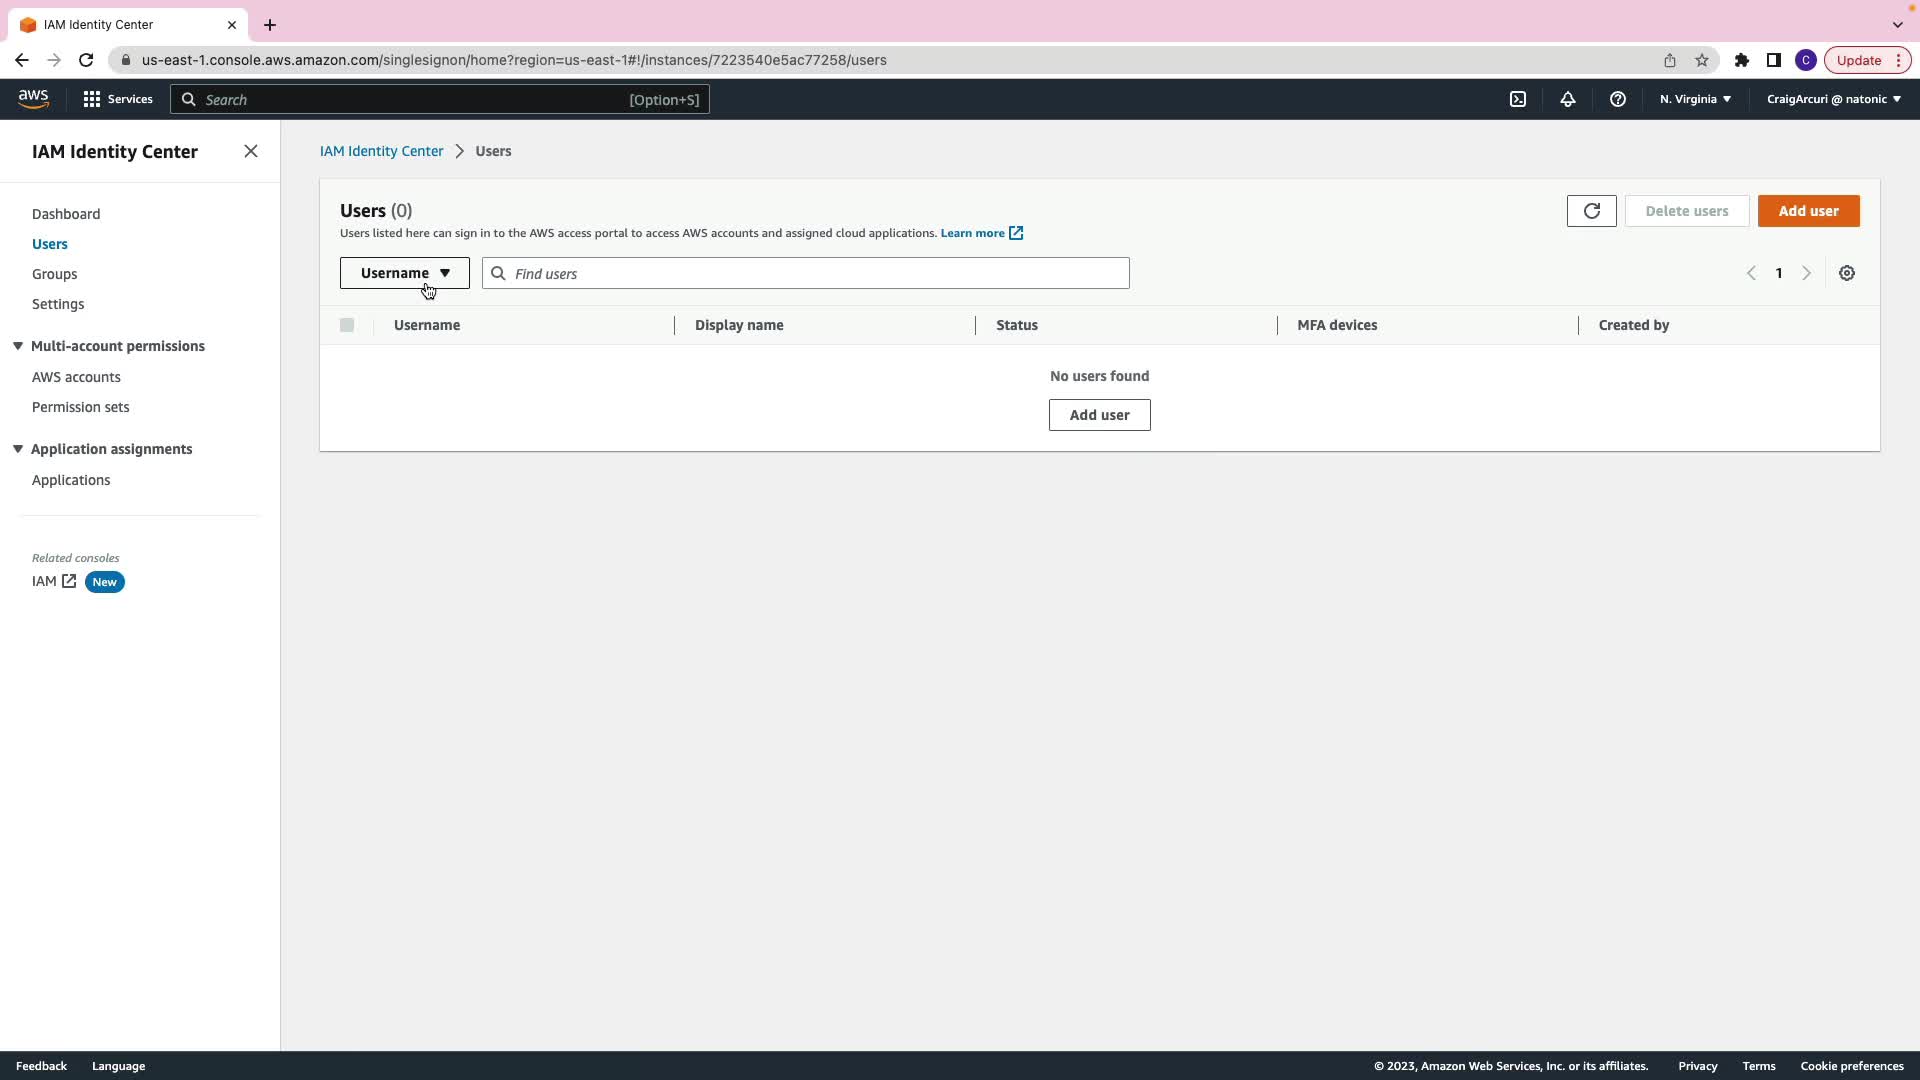 IAM Identity Center
us-east-1.console.aws.amazon.com/singlesignon/home?region=us-east-1#!/instances/7223540e5ac77258/users
C
Update
aws
Services
Search
[Option+S]
N. Virginia
CraigArcuri @ natonic
IAM Identity Center
Dashboard
Users
Groups
Settings
Multi-account permissions
AWS accounts
Permission sets
Application assignments
Applications
Related consoles
IAM New
IAM Identity Center > Users
Users (0)
Users listed here can sign in to the AWS access portal to access AWS accounts and assigned cloud applications. Learn more
Delete users
Add user
Username
Find users
1
Username Display name Status MFA devices Created by
No users found
Add user
Feedback Language
© 2023, Amazon Web Services, Inc. or its affiliates. Privacy Terms Cookie preferences